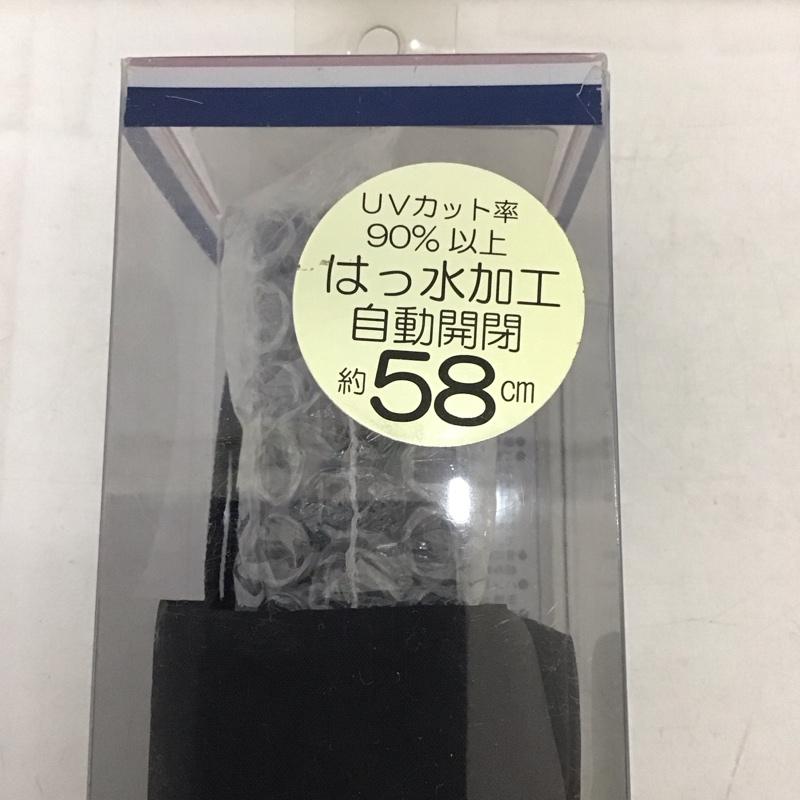 UVカット率
90％以上
はっ水加工
自動開閉
約58cm